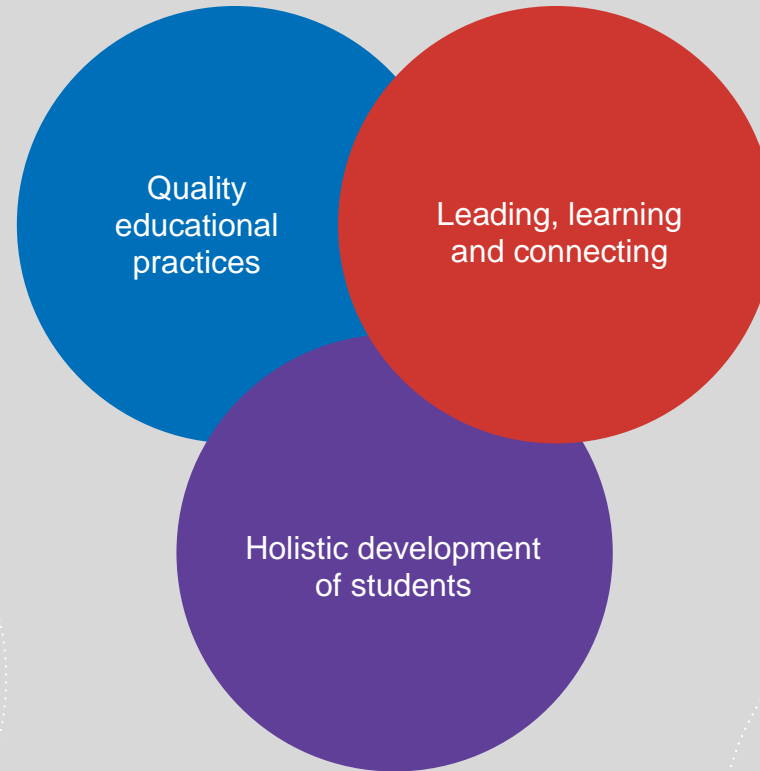 Quality
educational
practices
Leading, learning
and connecting
Holistic development
of students